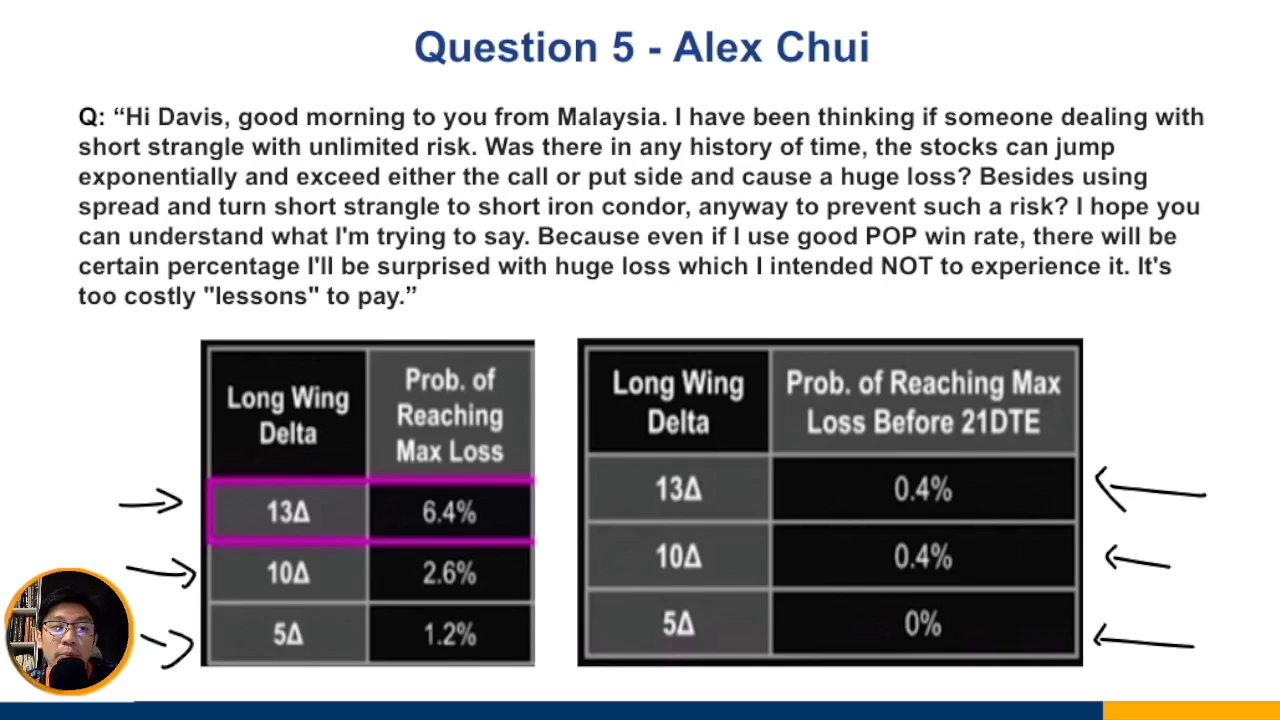 Question 5 - Alex Chui
Q: “Hi Davis, good morning to you from Malaysia. I have been thinking if someone dealing with
short strangle with unlimited risk. Was there in any history of time, the stocks can jump
exponentially and exceed either the call or put side and cause a huge loss? Besides using
spread and turn short strangle to short iron condor, anyway to prevent such a risk? I hope you
can understand what I'm trying to say. Because even if I use good POP win rate, there will be
certain percentage I'll be surprised with huge loss which I intended NOT to experience it. It's
too costly "lessons" to pay.”
Long Wing
Delta
Prob. of
Reaching
Max Loss
13Δ
6.4%
10Δ
2.6%
5Δ
1.2%
Long Wing
Delta
Prob. of Reaching Max
Loss Before 21DTE
13Δ
0.4%
10Δ
0.4%
5Δ
0%